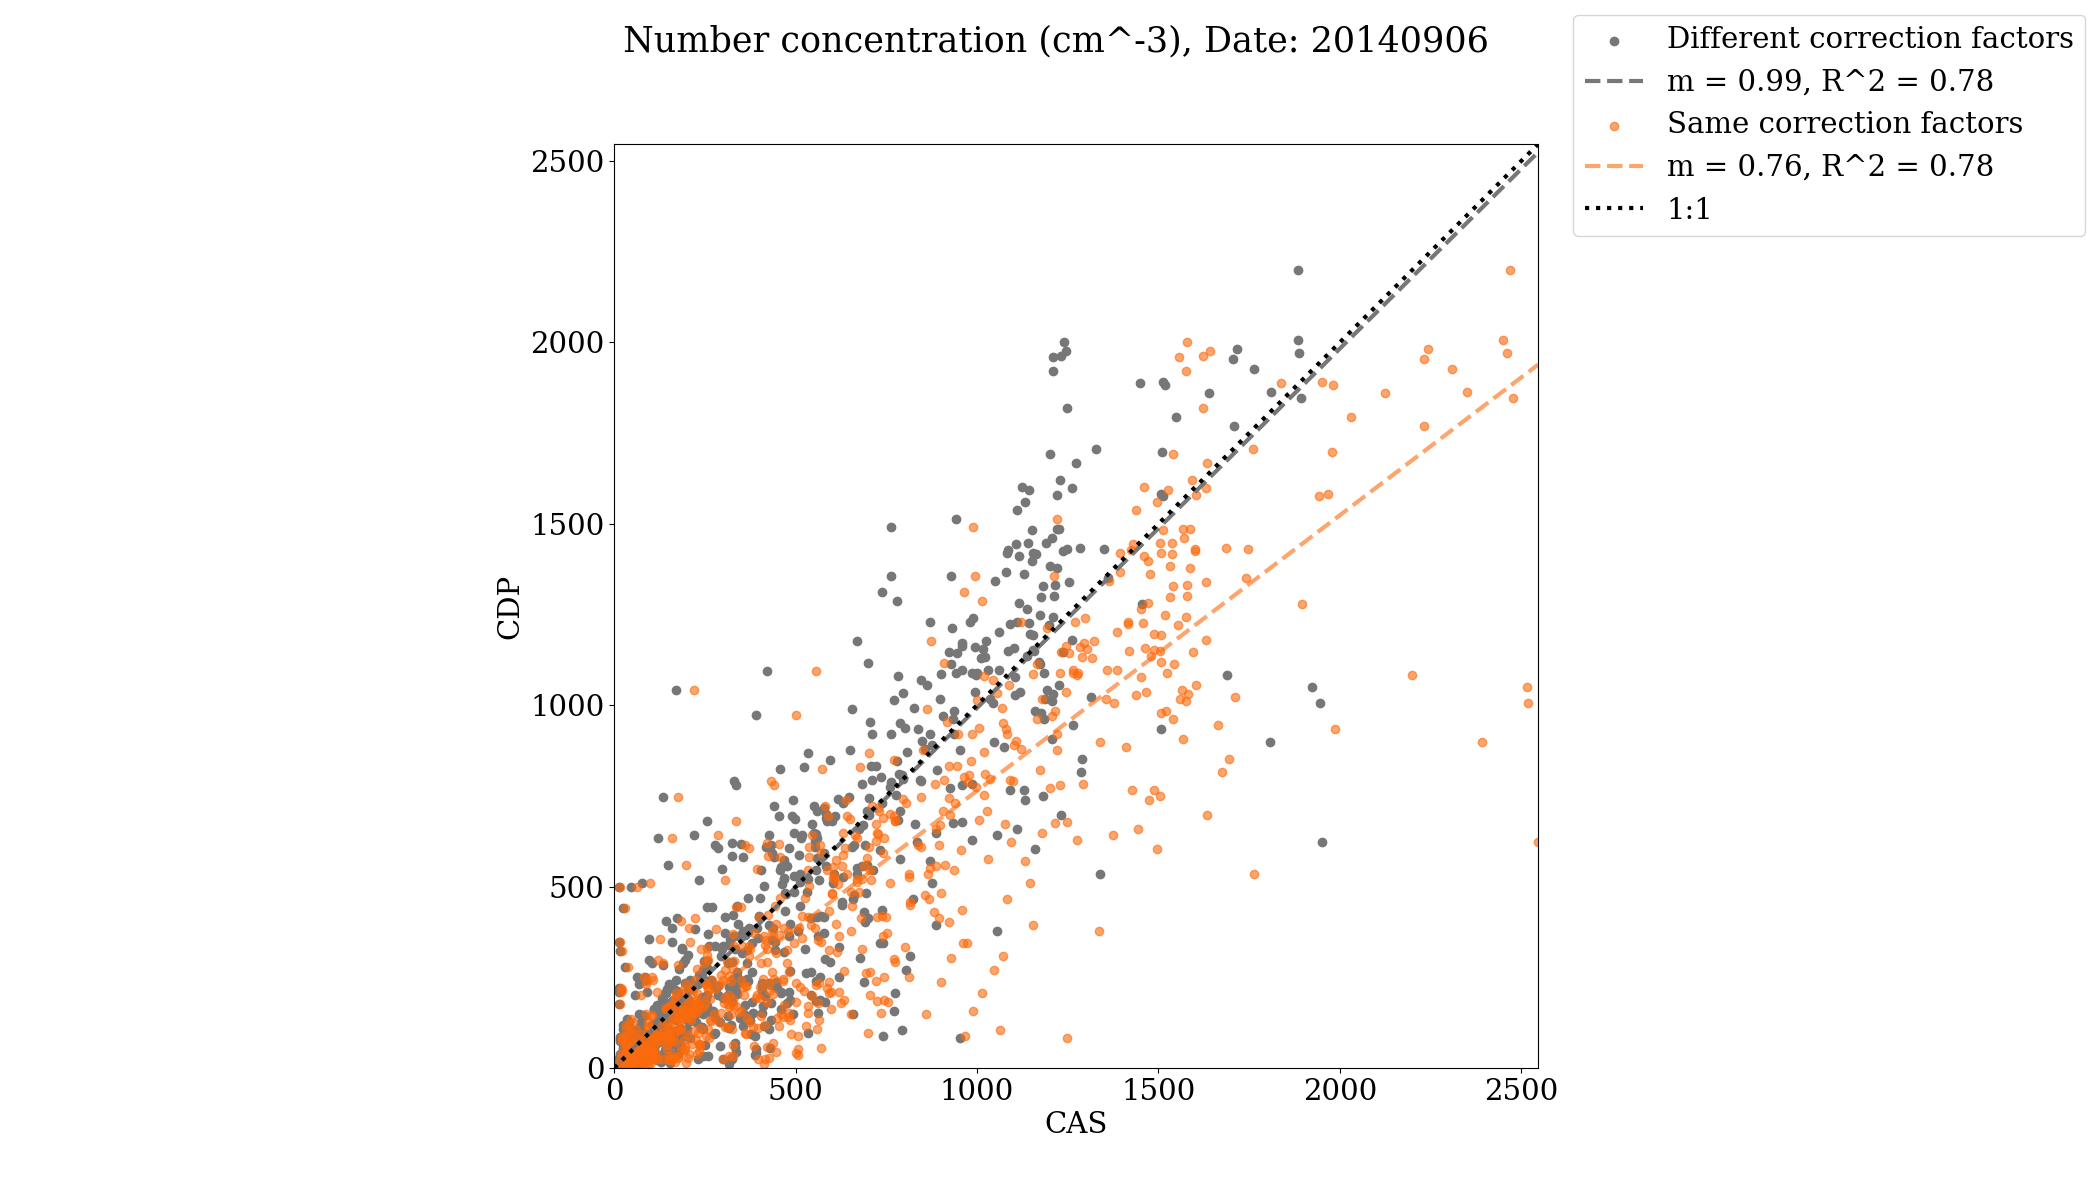 Number concentration (cm^-3), Date: 20140906
Different correction factors
m = 0.99, R^2 = 0.78
Same correction factors
m = 0.76, R^2 = 0.78
1:1
2500
2000
1500
1000
500
0
CDP
0 500 1000 1500 2000 2500
CAS